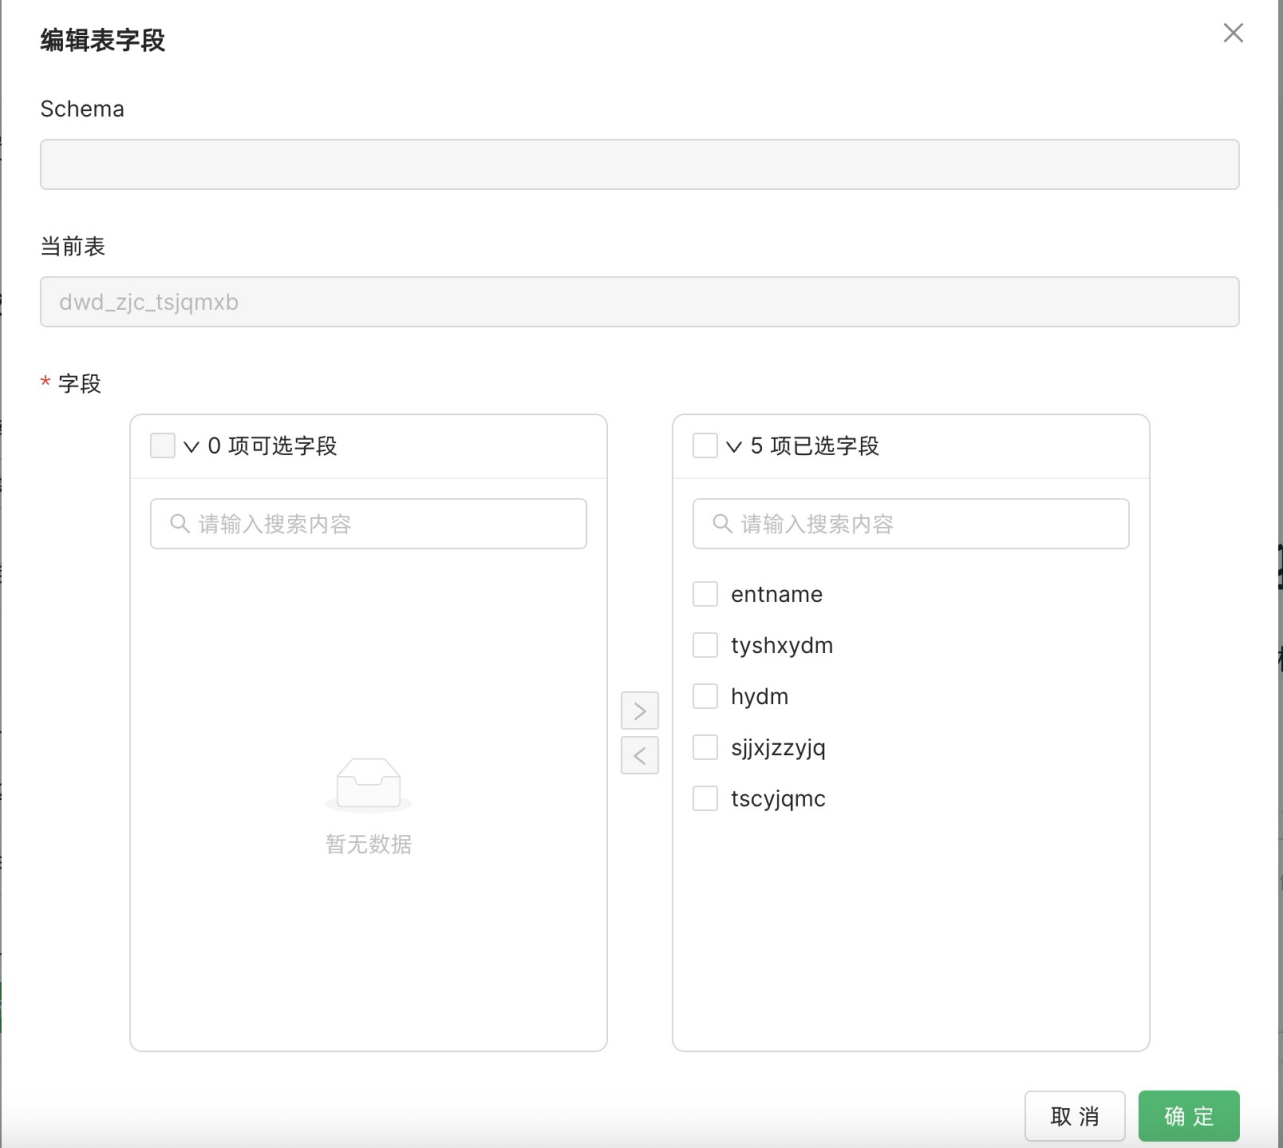 编辑表字段
Schema
当前表
dwd_zjc_tsjqmxb
* 字段
0 项可选字段
请输入搜索内容
暂无数据
5 项已选字段
请输入搜索内容
entname
tyshxydm
hydm
sjjxjzzyjq
tscyjqmc
取 消
确 定